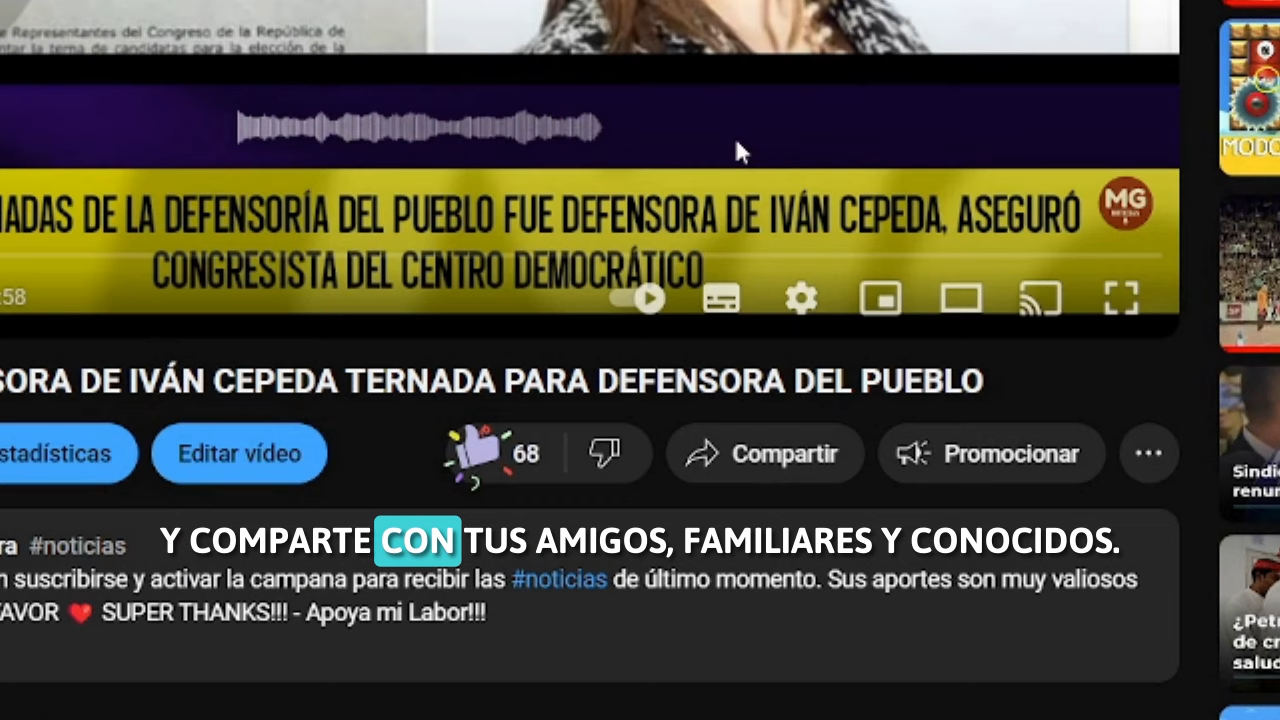 e Representantes del Congreso de la República de
ntar la terna de candidatas para la elección de la
MODO
NADAS DE LA DEFENSORÍA DEL PUEBLO FUE DEFENSORA DE IVÁN CEPEDA, ASEGURÓ
CONGRESISTA DEL CENTRO DEMOCRÁTICO
MG
:58
SORA DE IVÁN CEPEDA TERNADA PARA DEFENSORA DEL PUEBLO
stadísticas
Editar vídeo
68
Compartir
Promocionar
Sindi
renun
Y COMPARTE CON TUS AMIGOS, FAMILIARES Y CONOCIDOS.
ra #noticias
n suscribirse y activar la campana para recibir las #noticias de último momento. Sus aportes son muy valiosos
FAVOR ❤️ SUPER THANKS!!! - Apoya mi Labor!!!
¿Petr
de cr
salud